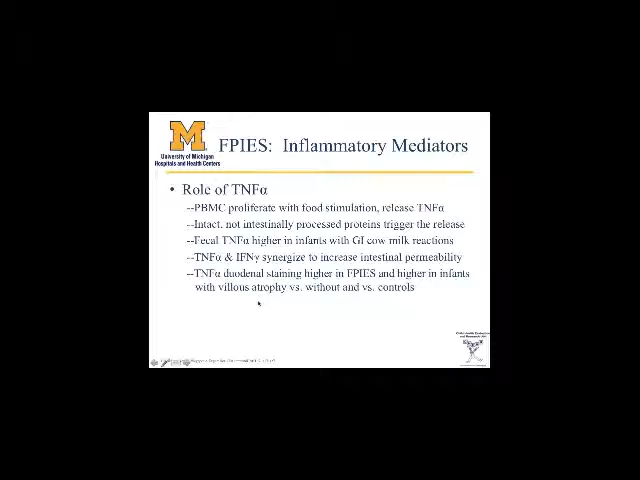 M
FPIES: Inflammatory Mediators
University of Michigan
Hospitals and Health Centers
• Role of TNFα
--PBMC proliferate with food stimulation, release TNFα
--Intact, not intestinally processed proteins trigger the release
--Fecal TNFα higher in infants with GI cow milk reactions
--TNFα & IFNγ synergize to increase intestinal permeability
--TNFα duodenal staining higher in FPIES and higher in infants
with villous atrophy vs. without and vs. controls